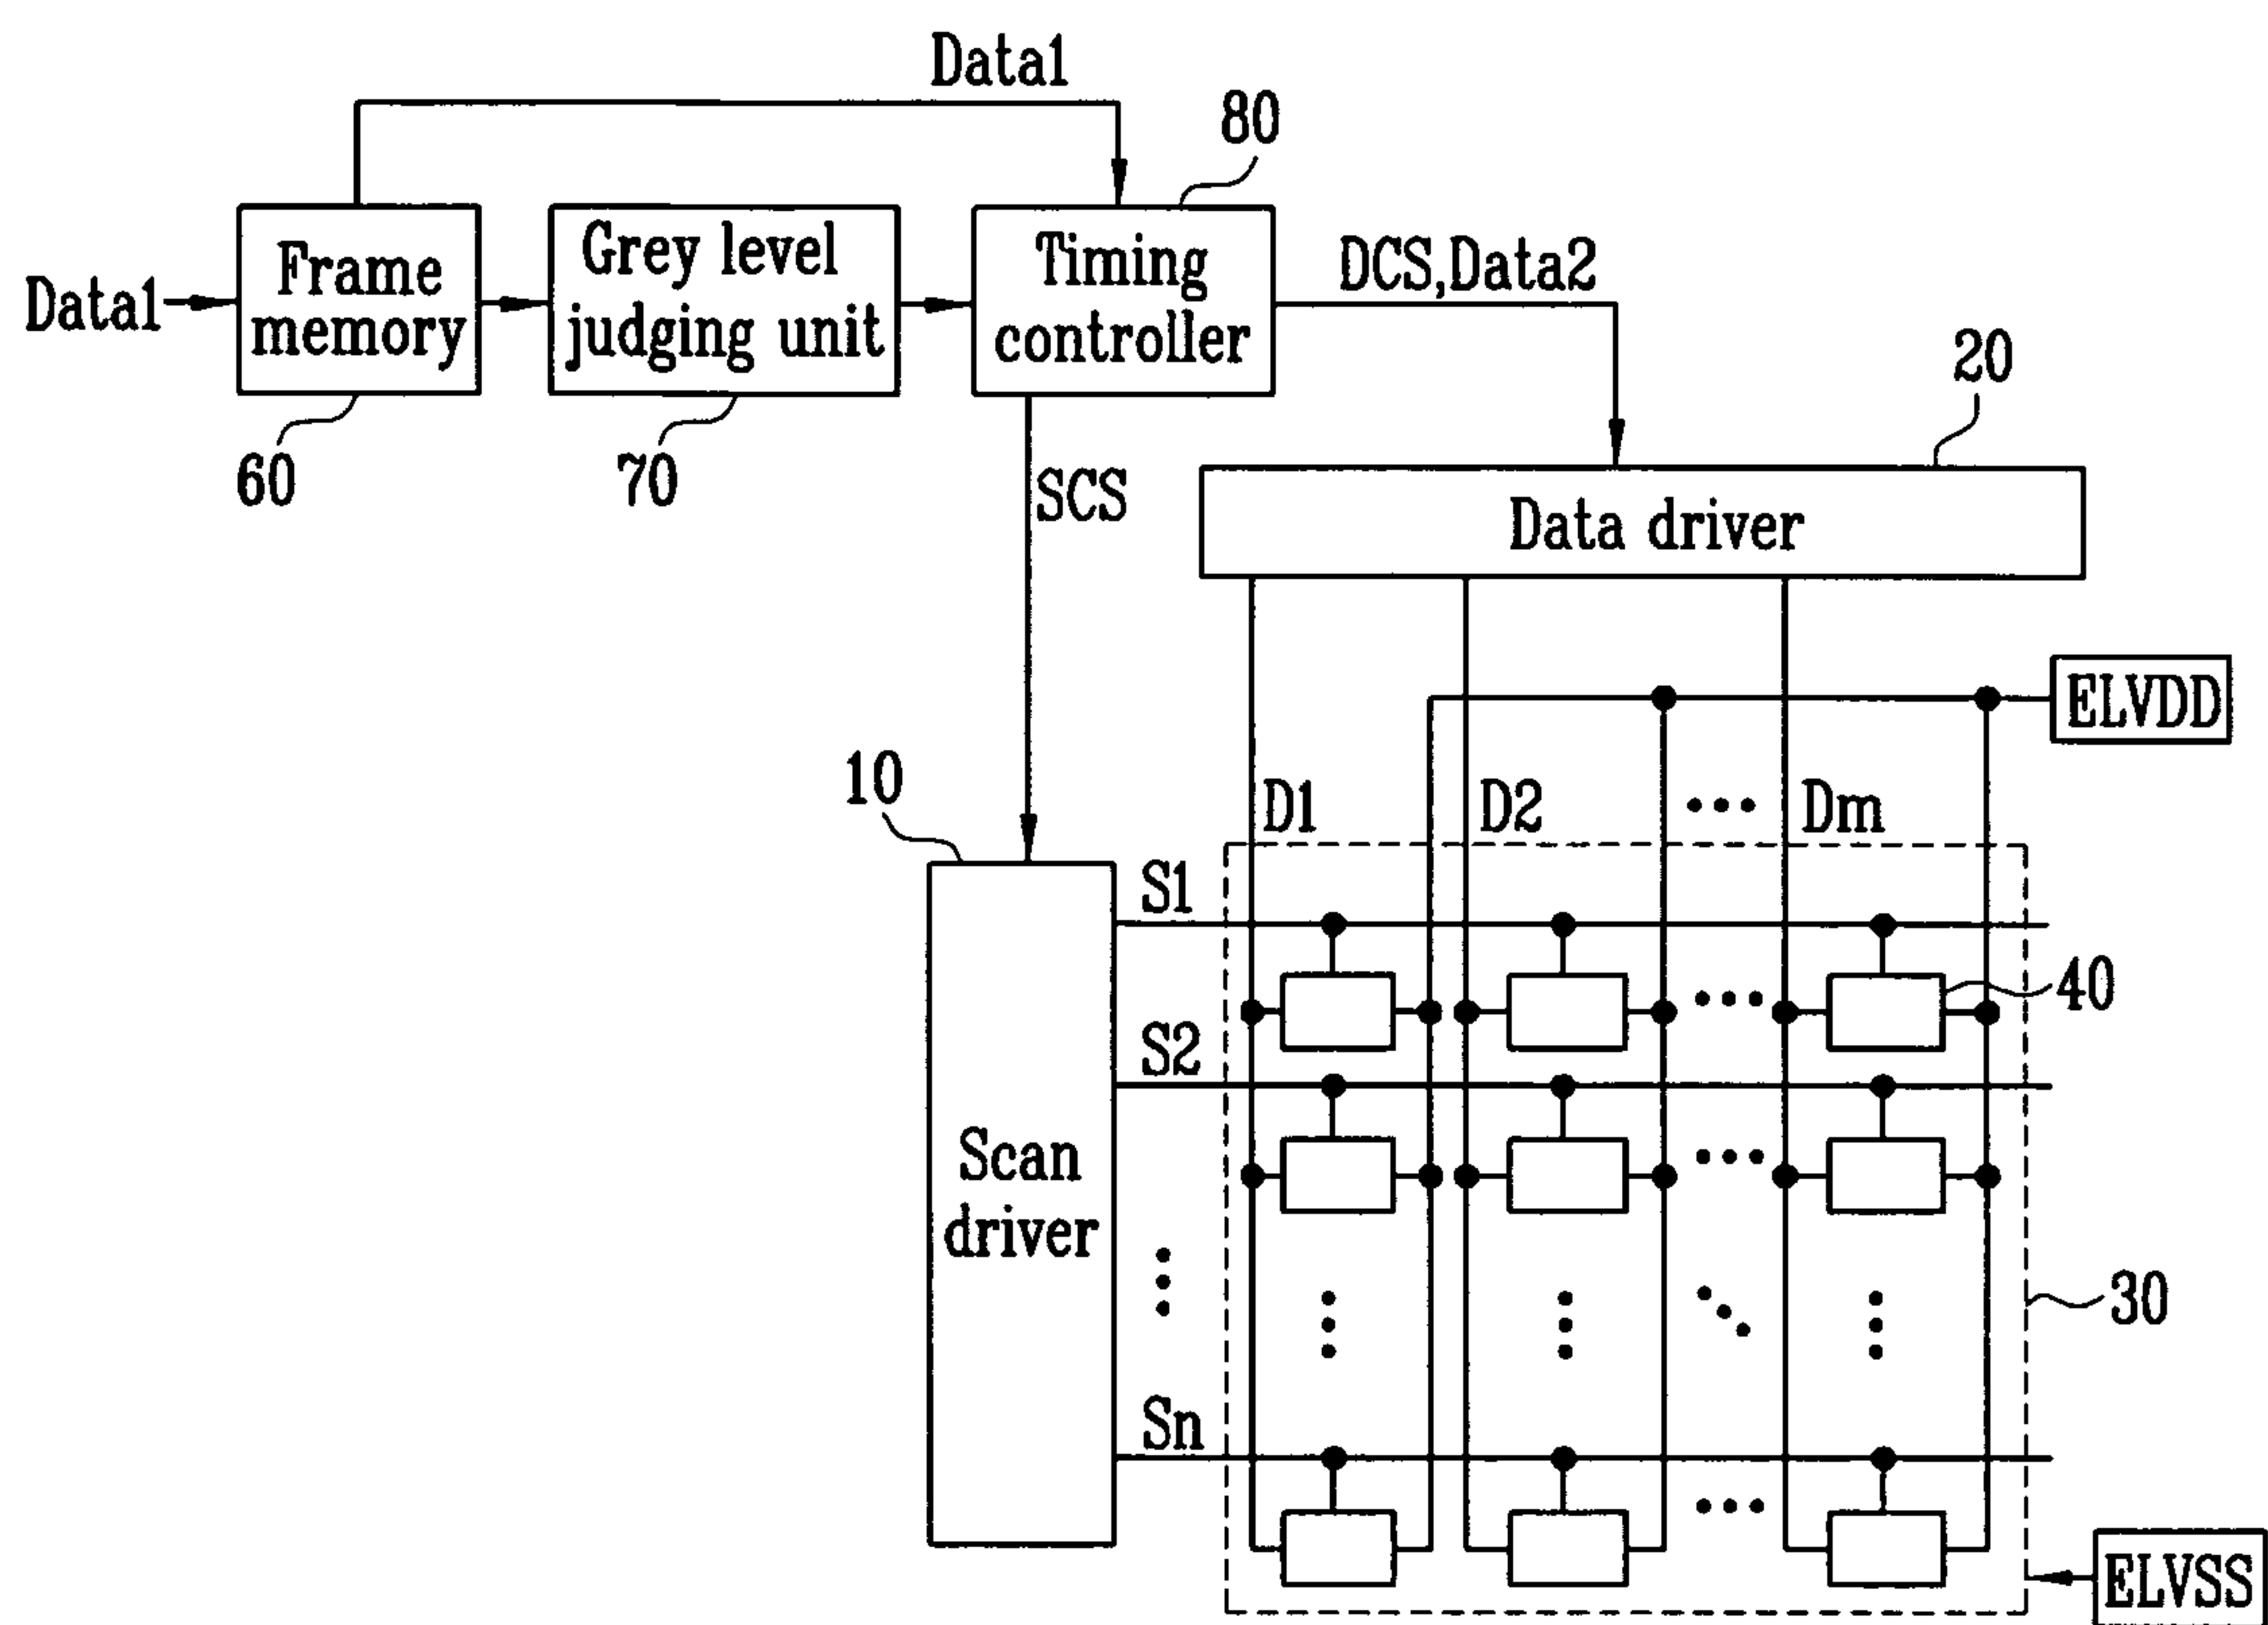 Data1
80
Data1
Frame
memory
Grey level
judging unit
Timing
controller
DCS,Data2
60
70
SCS
20
Data driver
ELVDD
10
D1
D2
Dm
S1
40
S2
Scan
driver
30
Sn
ELVSS